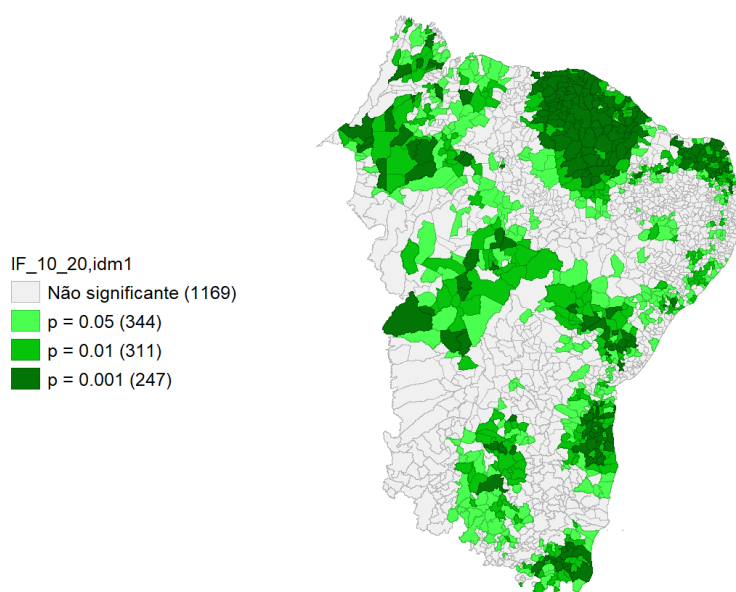 IF_10_20,idm1
Não significante (1169)
p = 0.05 (344)
p = 0.01 (311)
p = 0.001 (247)